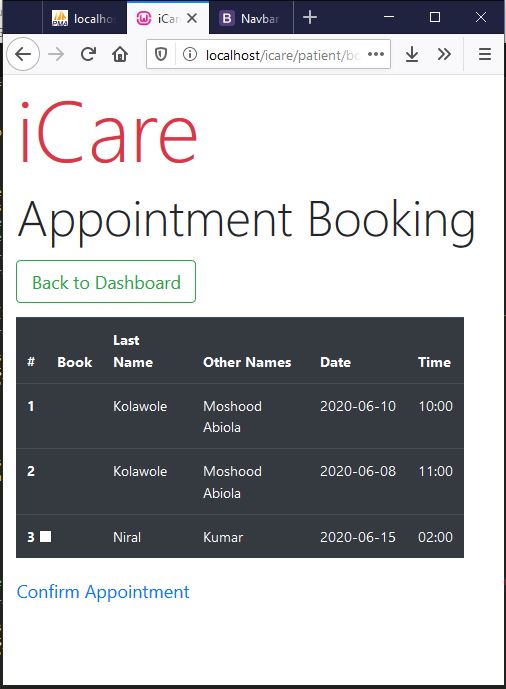 localhos
iCar
Navbar
localhost/icare/patient/bo
iCare
Appointment Booking
Back to Dashboard
# Book Last Name Other Names Date Time
1 Kolawole Moshood Abiola 2020-06-10 10:00
2 Kolawole Moshood Abiola 2020-06-08 11:00
3 Niral Kumar 2020-06-15 02:00
Confirm Appointment